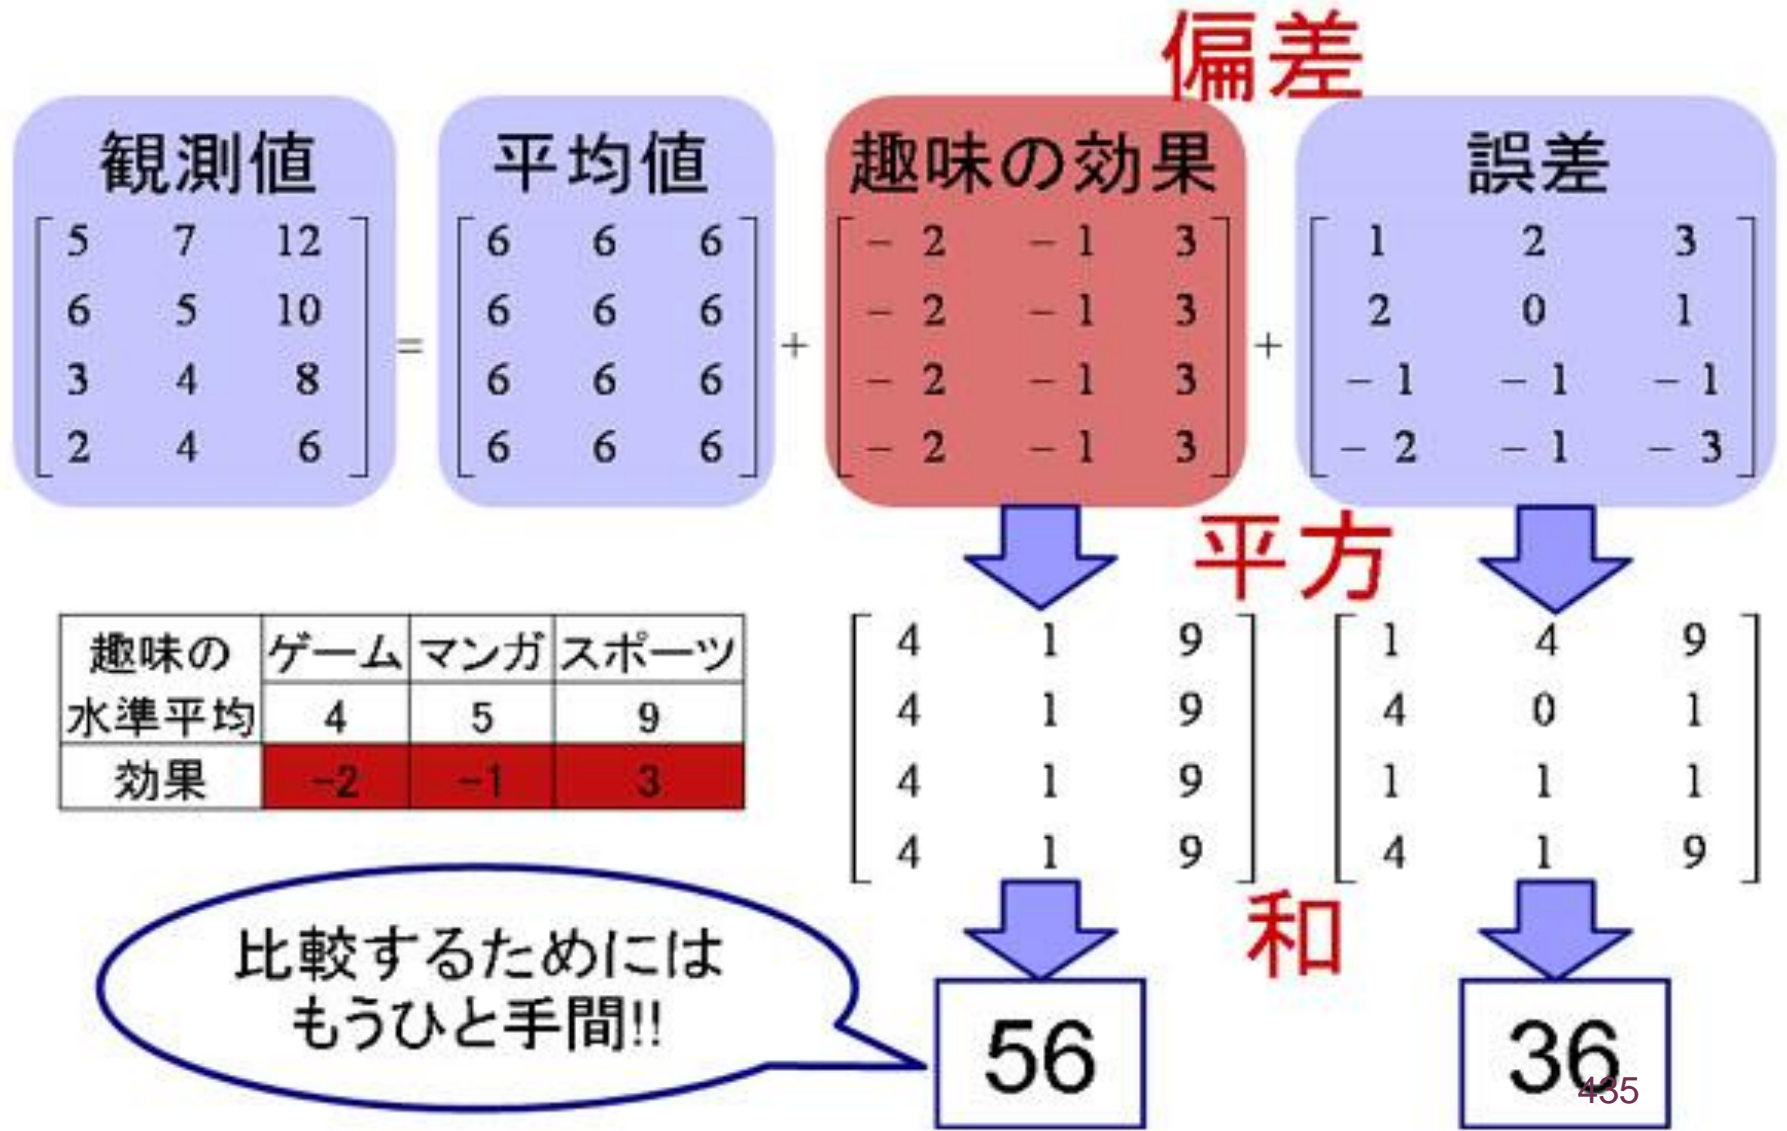 偏差
観測値
5 7 12
6 5 10
3 4 8
2 4 6
=
平均値
6 6 6
6 6 6
6 6 6
6 6 6
+
趣味の効果
- 2 - 1 3
- 2 - 1 3
- 2 - 1 3
- 2 - 1 3
+
誤差
1 2 3
2 0 1
- 1 - 1 - 1
- 2 - 1 - 3
平方
趣味の水準平均 ゲーム マンガ スポーツ
4 5 9
効果 -2 -1 3
4 1 9
4 1 9
4 1 9
4 1 9
1 4 9
4 0 1
1 1 1
4 1 9
和
比較するためには
もうひと手間!!
56
36
435